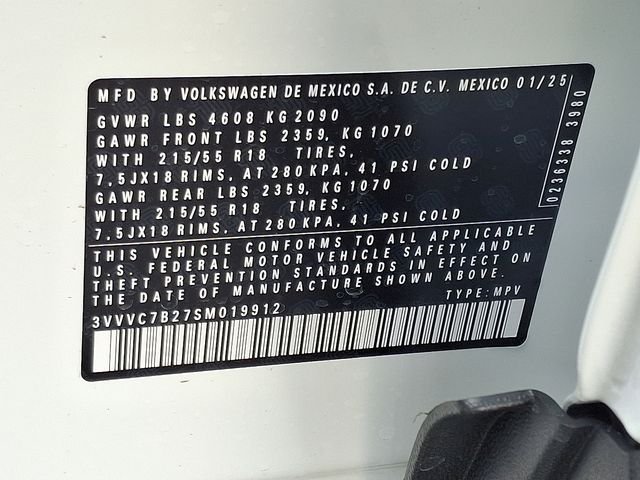 MFD BY VOLKSWAGEN DE MEXICO S.A. DE C.V. MEXICO 01/25
GVWR LBS 4608 KG 2090
GAWR FRONT LBS 2359, KG 1070
WITH 215/55 R18 TIRES,
7,5JX18 RIMS, AT 280 KPA, 41 PSI COLD
GAWR REAR LBS 2359, KG 1070
WITH 215/55 R18 TIRES,
7,5JX18 RIMS, AT 280 KPA, 41 PSI COLD
0236338 3980
THIS VEHICLE CONFORMS TO ALL APPLICABLE
U.S. FEDERAL MOTOR VEHICLE SAFETY AND
THEFT PREVENTION STANDARDS IN EFFECT ON
THE DATE OF MANUFACTURE SHOWN ABOVE.
TYPE: MPV
3VVVC7B27SM019912